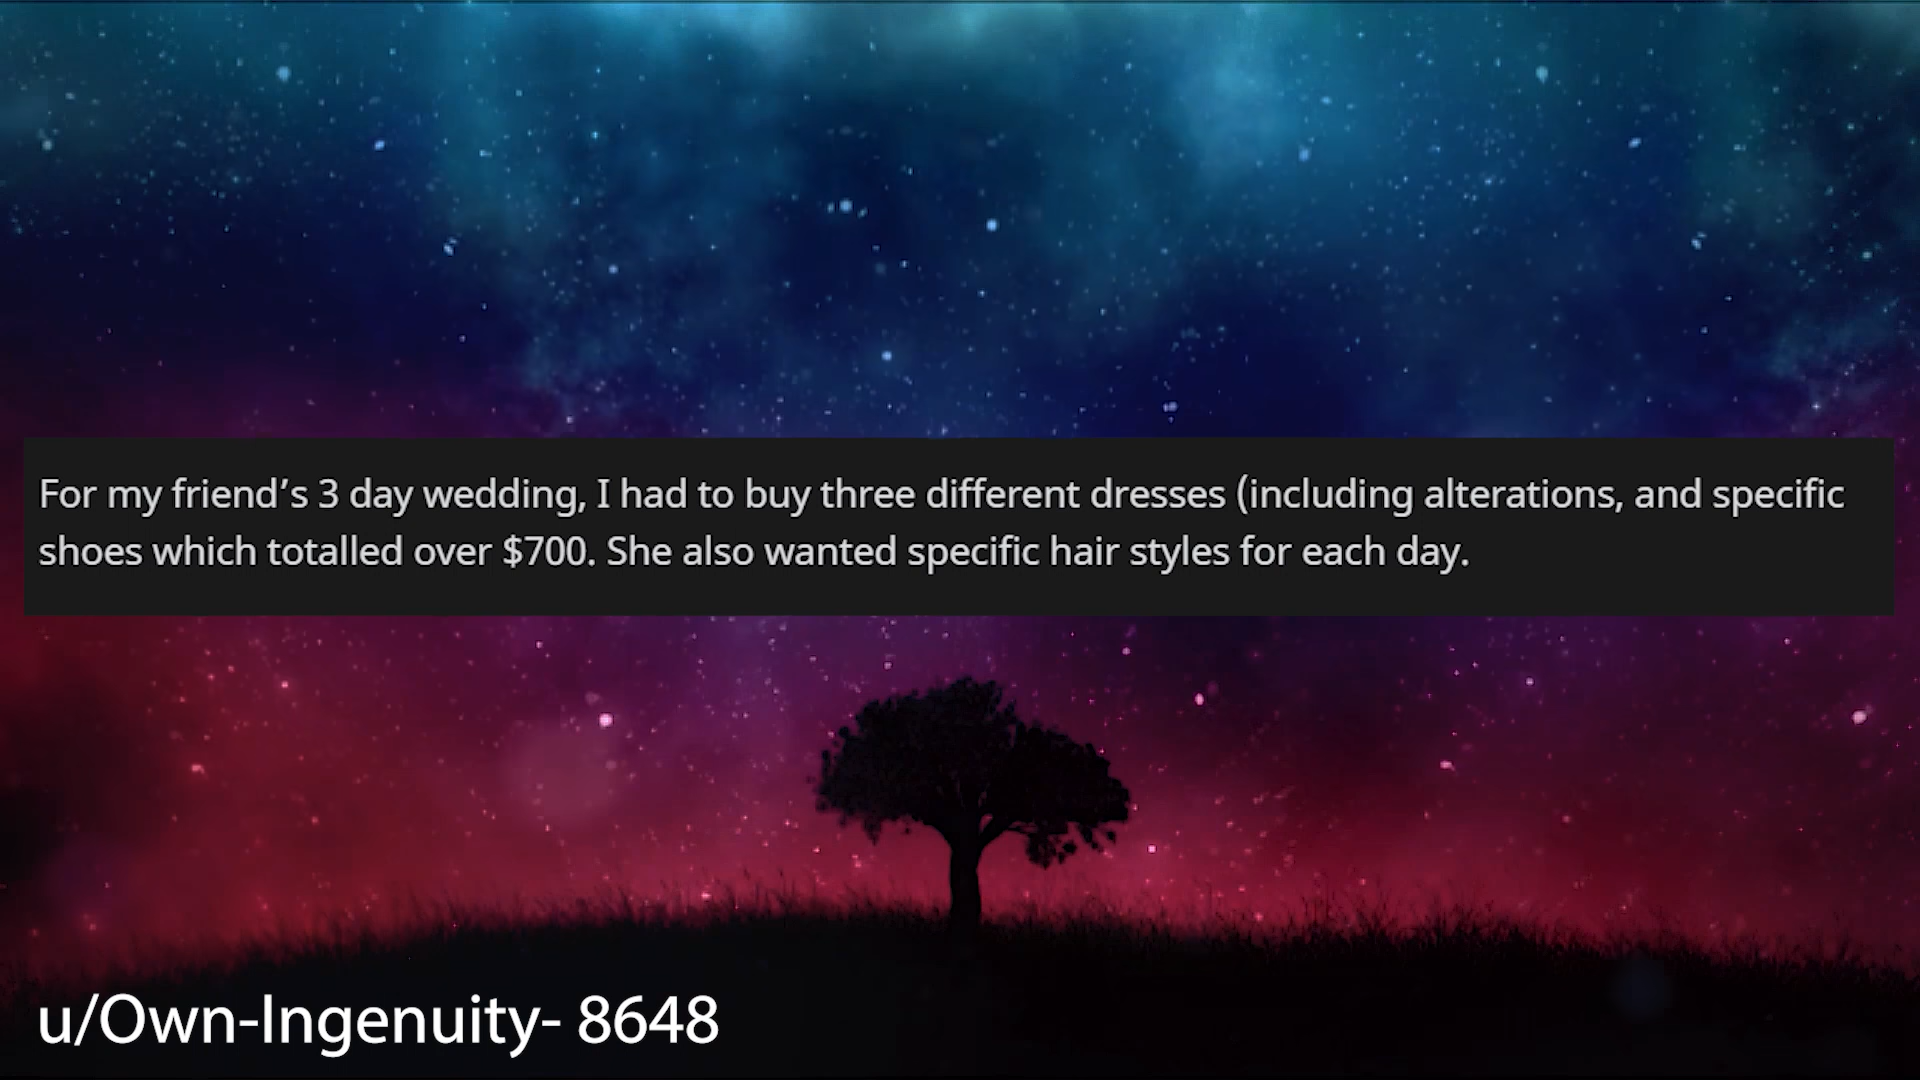 For my friend’s 3 day wedding, I had to buy three different dresses (including alterations, and specific
shoes which totalled over $700. She also wanted specific hair styles for each day.
u/Own-Ingenuity- 8648